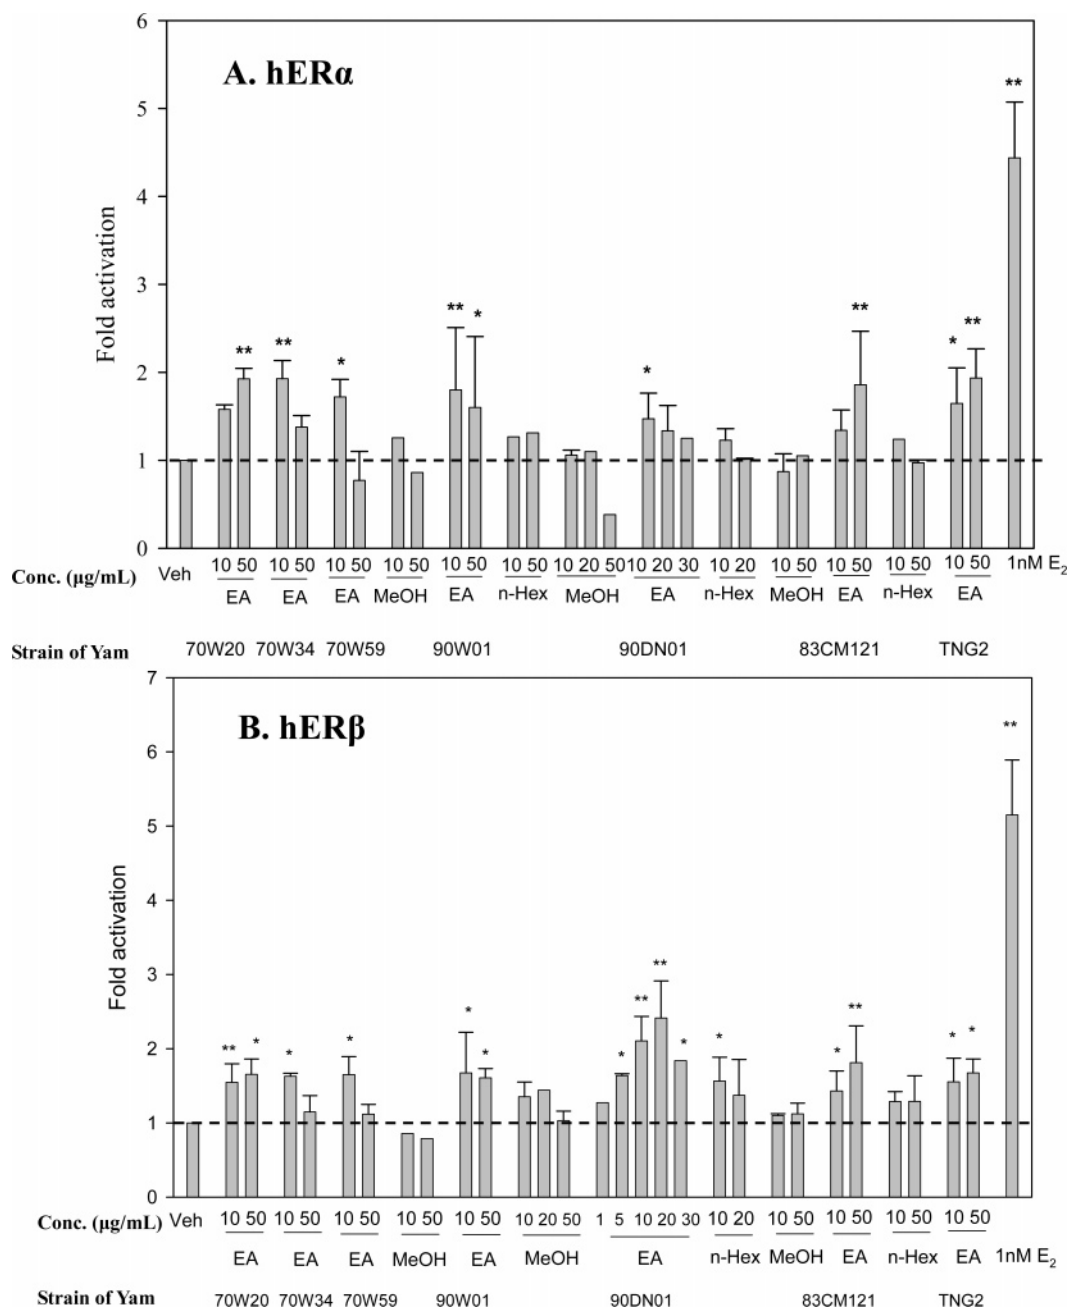 6
A. hERα
**
5
4
Fold activation
3
** * **
** ** * * * **
2
1
0
Conc. (μg/mL) Veh 10 50 10 50 10 50 10 50 10 50 10 50 10 20 50 10 20 30 10 20 10 50 10 50 10 50 10 50 1nM E2
EA EA EA MeOH EA n-Hex MeOH EA n-Hex MeOH EA n-Hex EA
Strain of Yam 70W20 70W34 70W59 90W01 90DN01 83CM121 TNG2
7
B. hERβ
**
6
5
Fold activation
4
3
**
** * * * * * ** * * * ** * *
2
1
0
Conc. (μg/mL) Veh 10 50 10 50 10 50 10 50 10 50 10 20 50 1 5 10 20 30 10 20 10 50 10 50 10 50 10 50
EA EA EA MeOH EA MeOH EA n-Hex MeOH EA n-Hex EA 1nM E2
Strain of Yam 70W20 70W34 70W59 90W01 90DN01 83CM121 TNG2